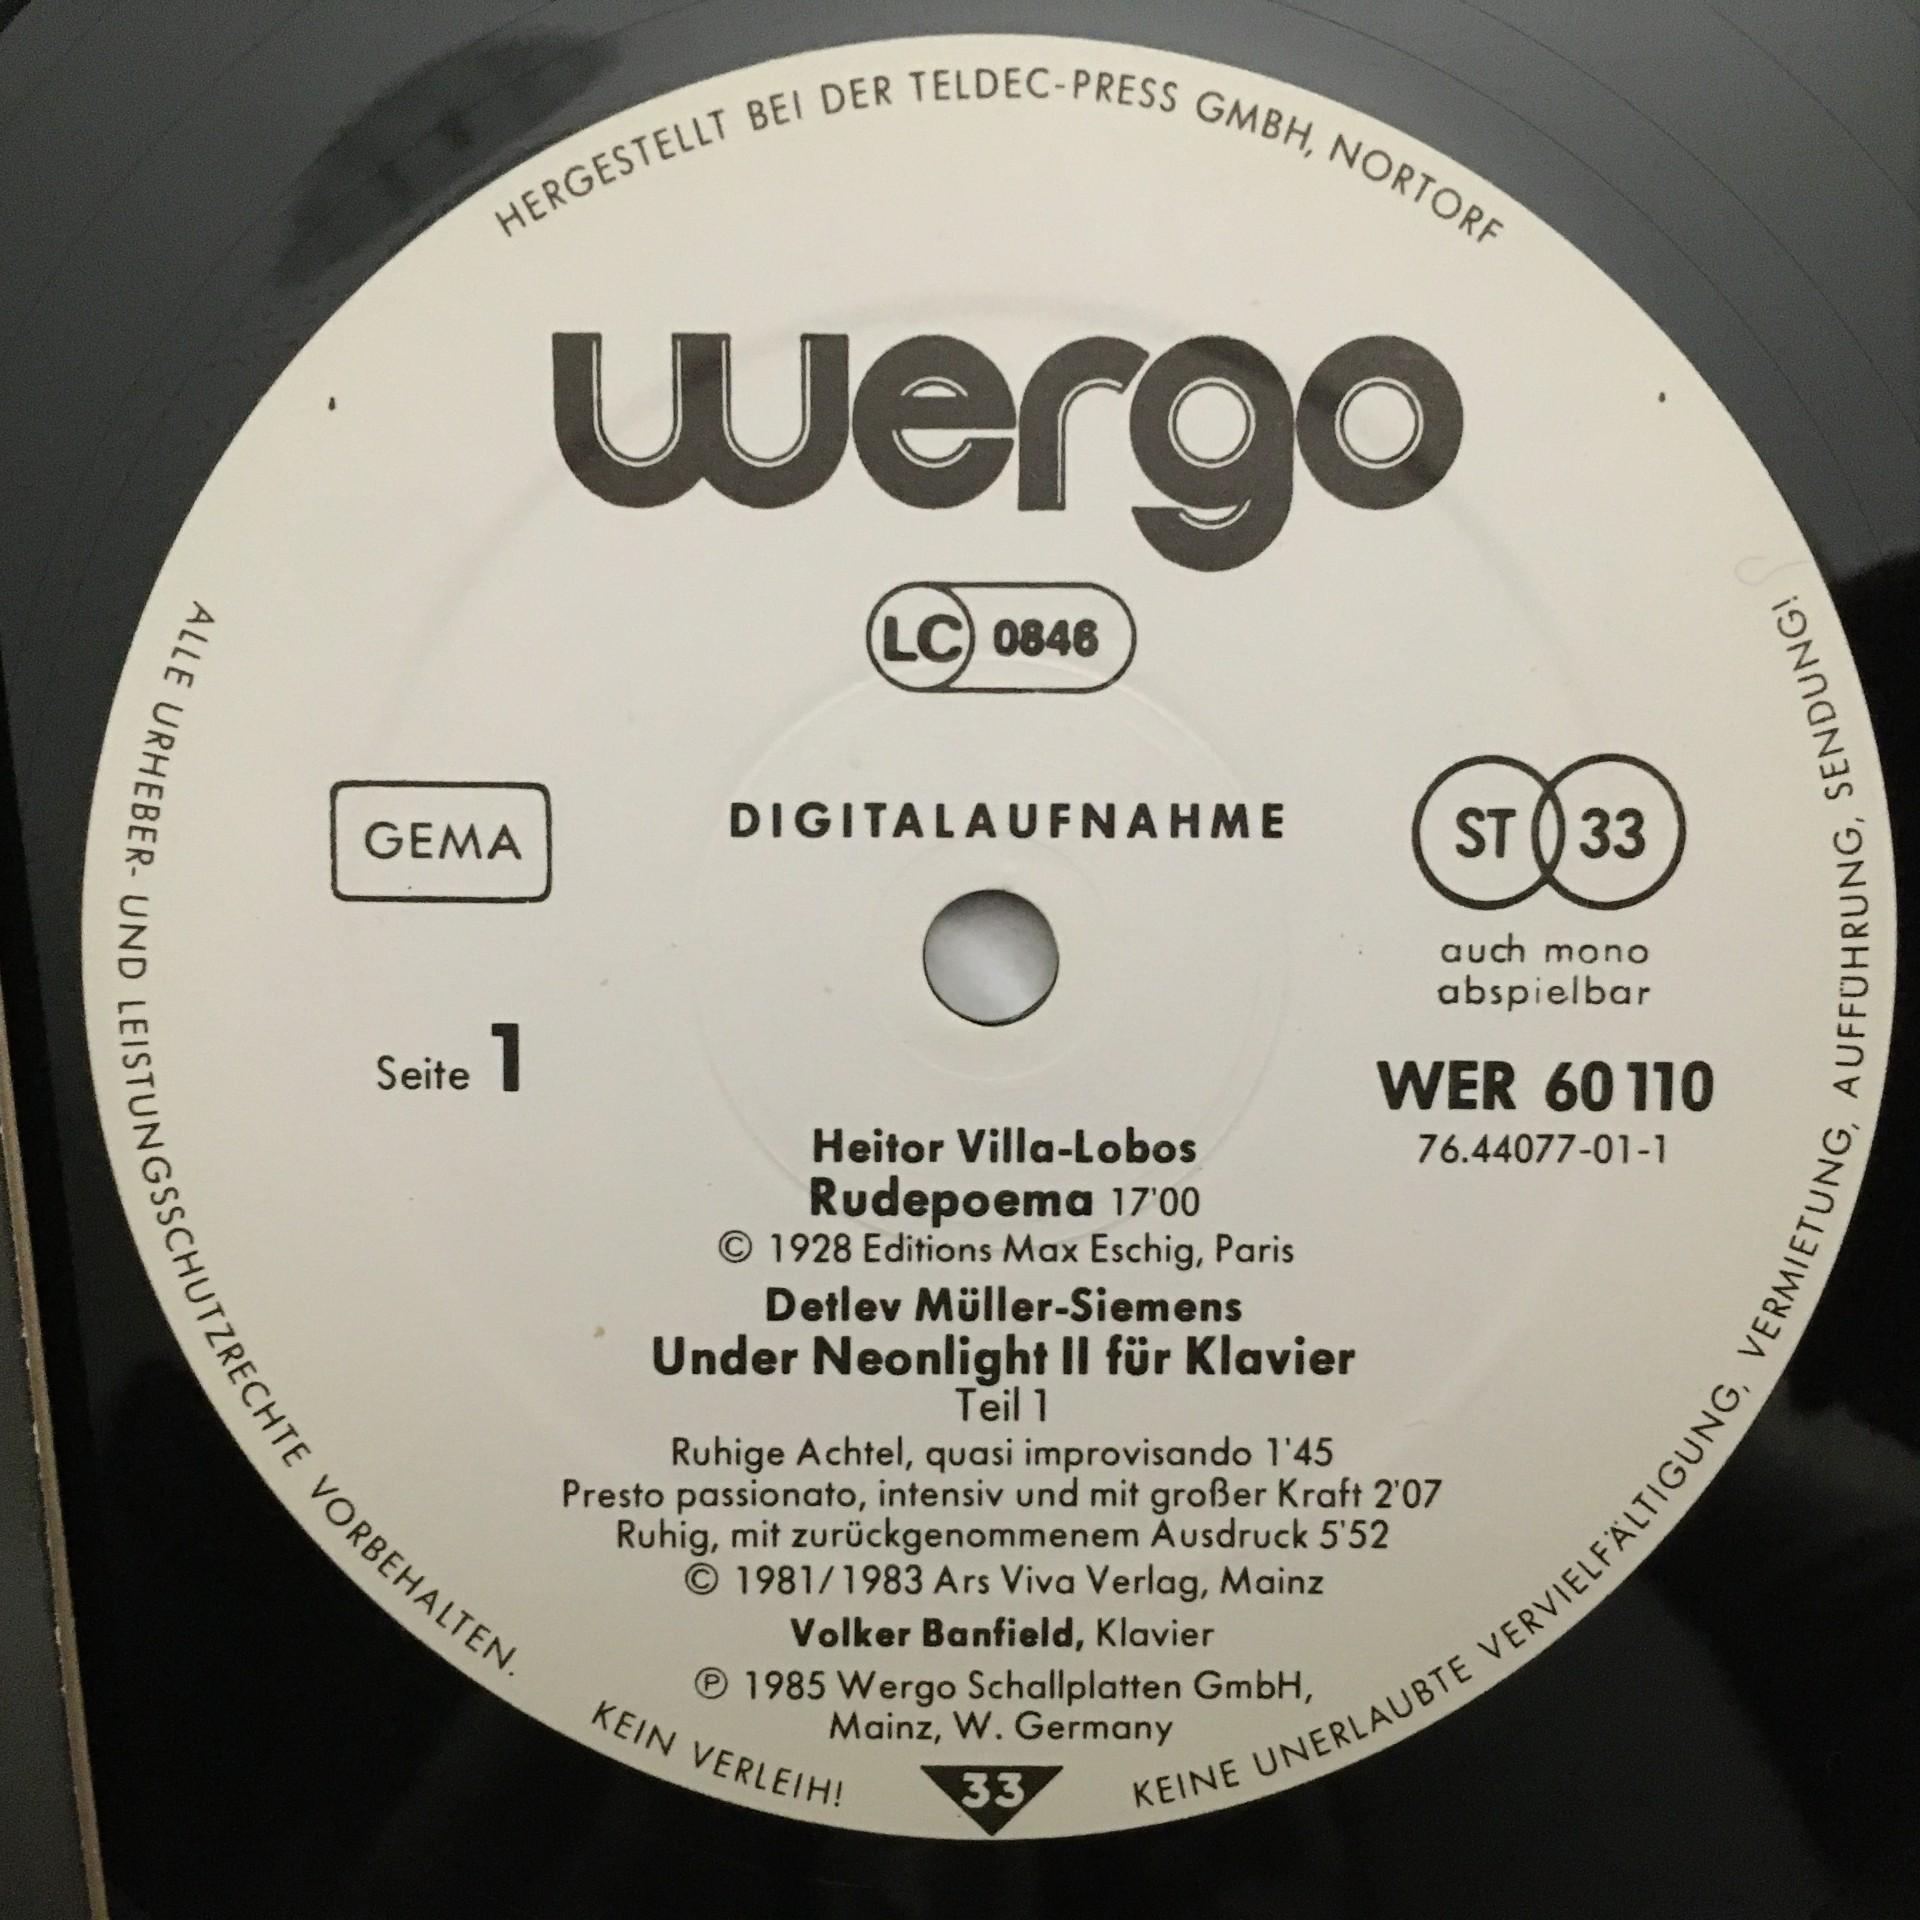 HERGESTELLT BEI DER TELDEC-PRESS GMBH, NORTORF
wergo
LC 0846
GEMA
DIGITALAUFNAHME
ST 33
auch mono
abspielbar
Seite 1
WER 60110
76.44077-01-1
Heitor Villa-Lobos
Rudepoema 17'00
© 1928 Editions Max Eschig, Paris
Detlev Müller-Siemens
Under Neonlight II für Klavier
Teil 1
Ruhige Achtel, quasi improvisando 1'45
Presto passionato, intensiv und mit großer Kraft 2'07
Ruhig, mit zurückgenommenem Ausdruck 5'52
© 1981/1983 Ars Viva Verlag, Mainz
Volker Banfield, Klavier
℗ 1985 Wergo Schallplatten GmbH,
Mainz, W. Germany
33
ALLE URHEBER- UND LEISTUNGSSCHUTZRECHTE VORBEHALTEN.
KEIN VERLEIH!
KEINE UNERLAUBTE VERVIELFÄLTIGUNG, VERMIETUNG, AUFFÜHRUNG, SENDUNG!